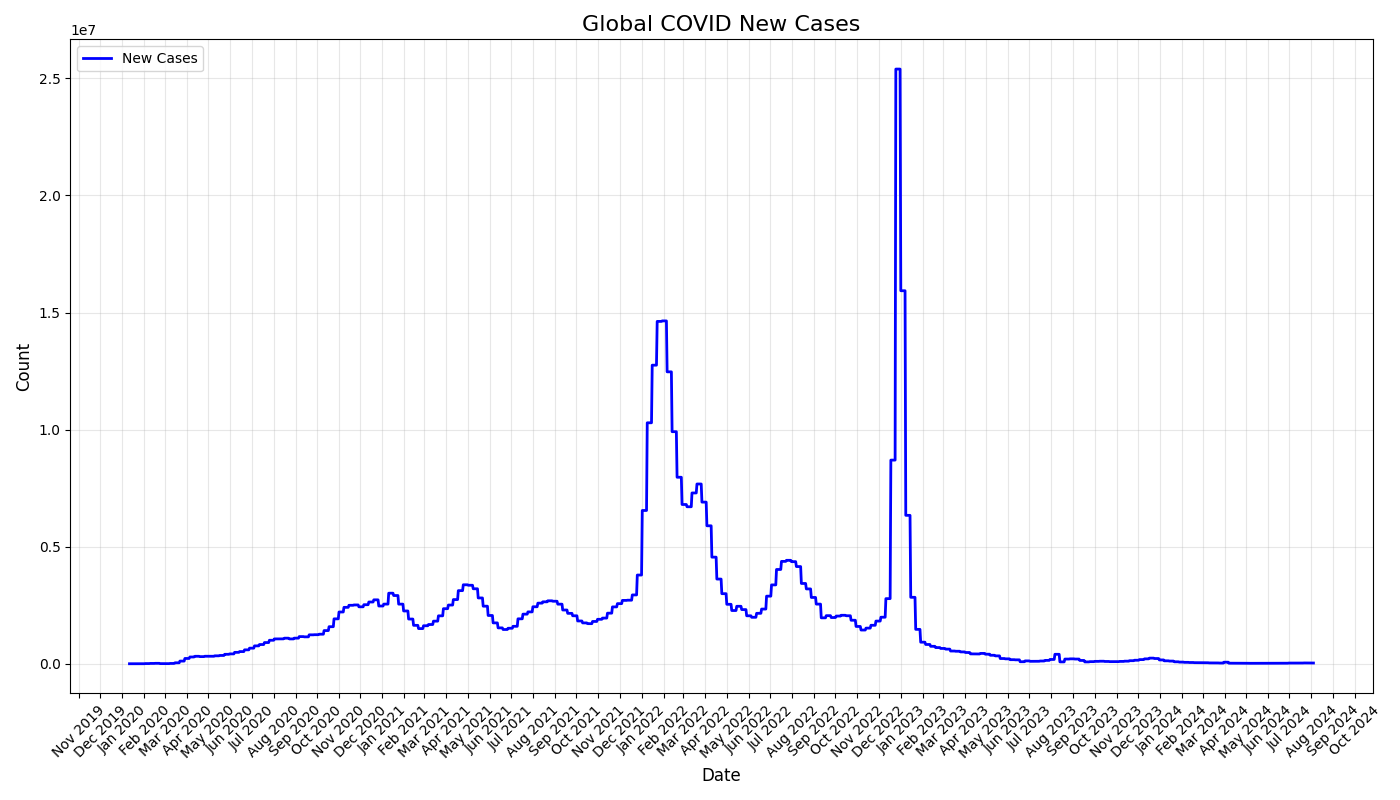 Global COVID New Cases
1e7
New Cases
2.5
2.0
1.5
1.0
0.5
0.0
Count
Nov 2019
Dec 2019
Jan 2020
Feb 2020
Mar 2020
Apr 2020
May 2020
Jun 2020
Jul 2020
Aug 2020
Sep 2020
Oct 2020
Nov 2020
Dec 2020
Jan 2021
Feb 2021
Mar 2021
Apr 2021
May 2021
Jun 2021
Jul 2021
Aug 2021
Sep 2021
Oct 2021
Nov 2021
Dec 2021
Jan 2022
Feb 2022
Mar 2022
Apr 2022
May 2022
Jun 2022
Jul 2022
Aug 2022
Sep 2022
Oct 2022
Nov 2022
Dec 2022
Jan 2023
Feb 2023
Mar 2023
Apr 2023
May 2023
Jun 2023
Jul 2023
Aug 2023
Sep 2023
Oct 2023
Nov 2023
Dec 2023
Jan 2024
Feb 2024
Mar 2024
Apr 2024
May 2024
Jun 2024
Jul 2024
Aug 2024
Sep 2024
Oct 2024
Date